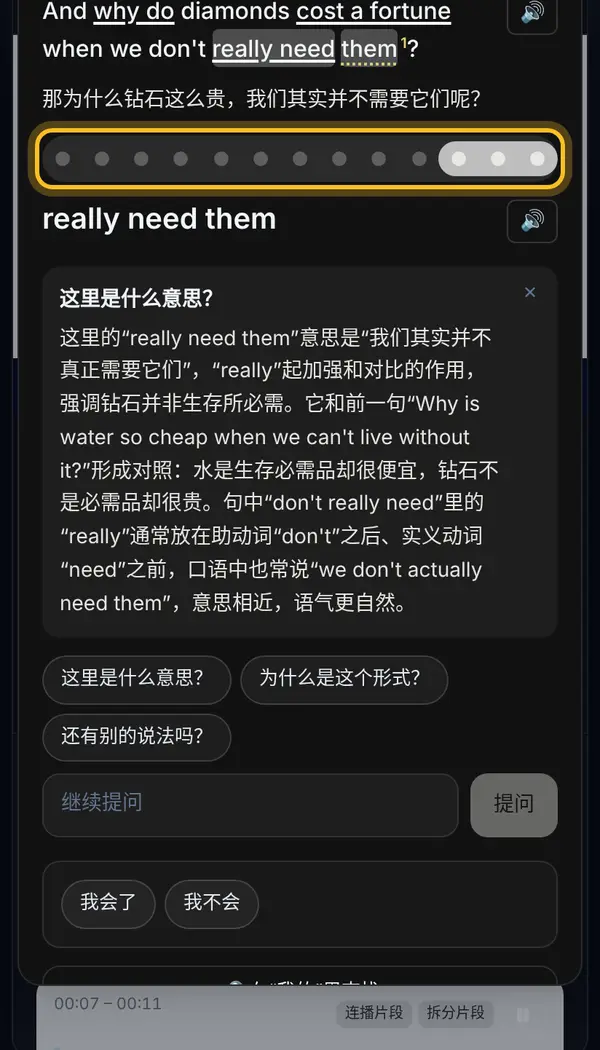 And why do diamonds cost a fortune
when we don't really need them¹?
那为什么钻石这么贵，我们其实并不需要它们呢？
really need them
这里是什么意思？
×
这里的“really need them”意思是“我们其实并不
真正需要它们”，“really”起加强和对比的作用，
强调钻石并非生存所必需。它和前一句“Why is
water so cheap when we can't live without
it?”形成对照：水是生存必需品却很便宜，钻石不
是必需品却很贵。句中“don't really need”里的
“really”通常放在助动词“don't”之后、实义动词
“need”之前，口语中也常说“we don't actually
need them”，意思相近，语气更自然。
这里是什么意思？ 为什么是这个形式？
还有别的说法吗？
继续提问 提问
我会了 我不会
00:07 – 00:11 连播片段 拆分片段